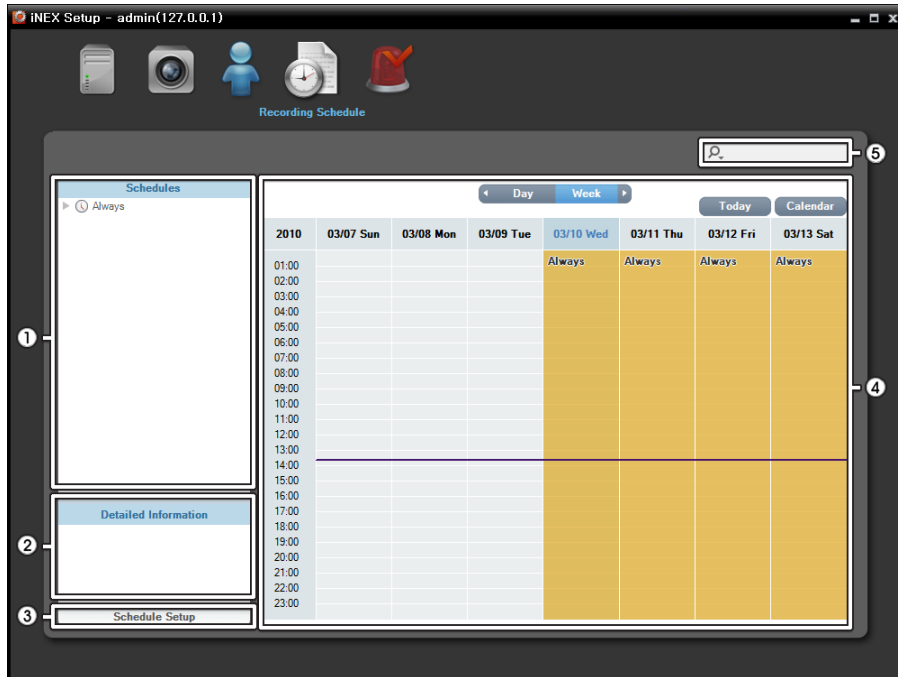 iNEX Setup - admin(127.0.0.1)
Recording Schedule
⑤
Schedules
Always
Day Week
Today Calendar
2010 03/07 Sun 03/08 Mon 03/09 Tue 03/10 Wed 03/11 Thu 03/12 Fri 03/13 Sat
Always Always Always Always
01:00
02:00
03:00
04:00
05:00
06:00
①
07:00
08:00
09:00
④
10:00
11:00
12:00
13:00
14:00
15:00
16:00
Detailed Information
17:00
18:00
②
19:00
20:00
21:00
22:00
23:00
③
Schedule Setup